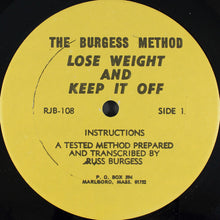 THE BURGESS METHOD
LOSE WEIGHT
AND
KEEP IT OFF
RJB-108 SIDE 1.
INSTRUCTIONS
A TESTED METHOD PREPARED
AND TRANSCRIBED BY
RUSS BURGESS
P. O. BOX 394
MARLBORO, MASS. 01752